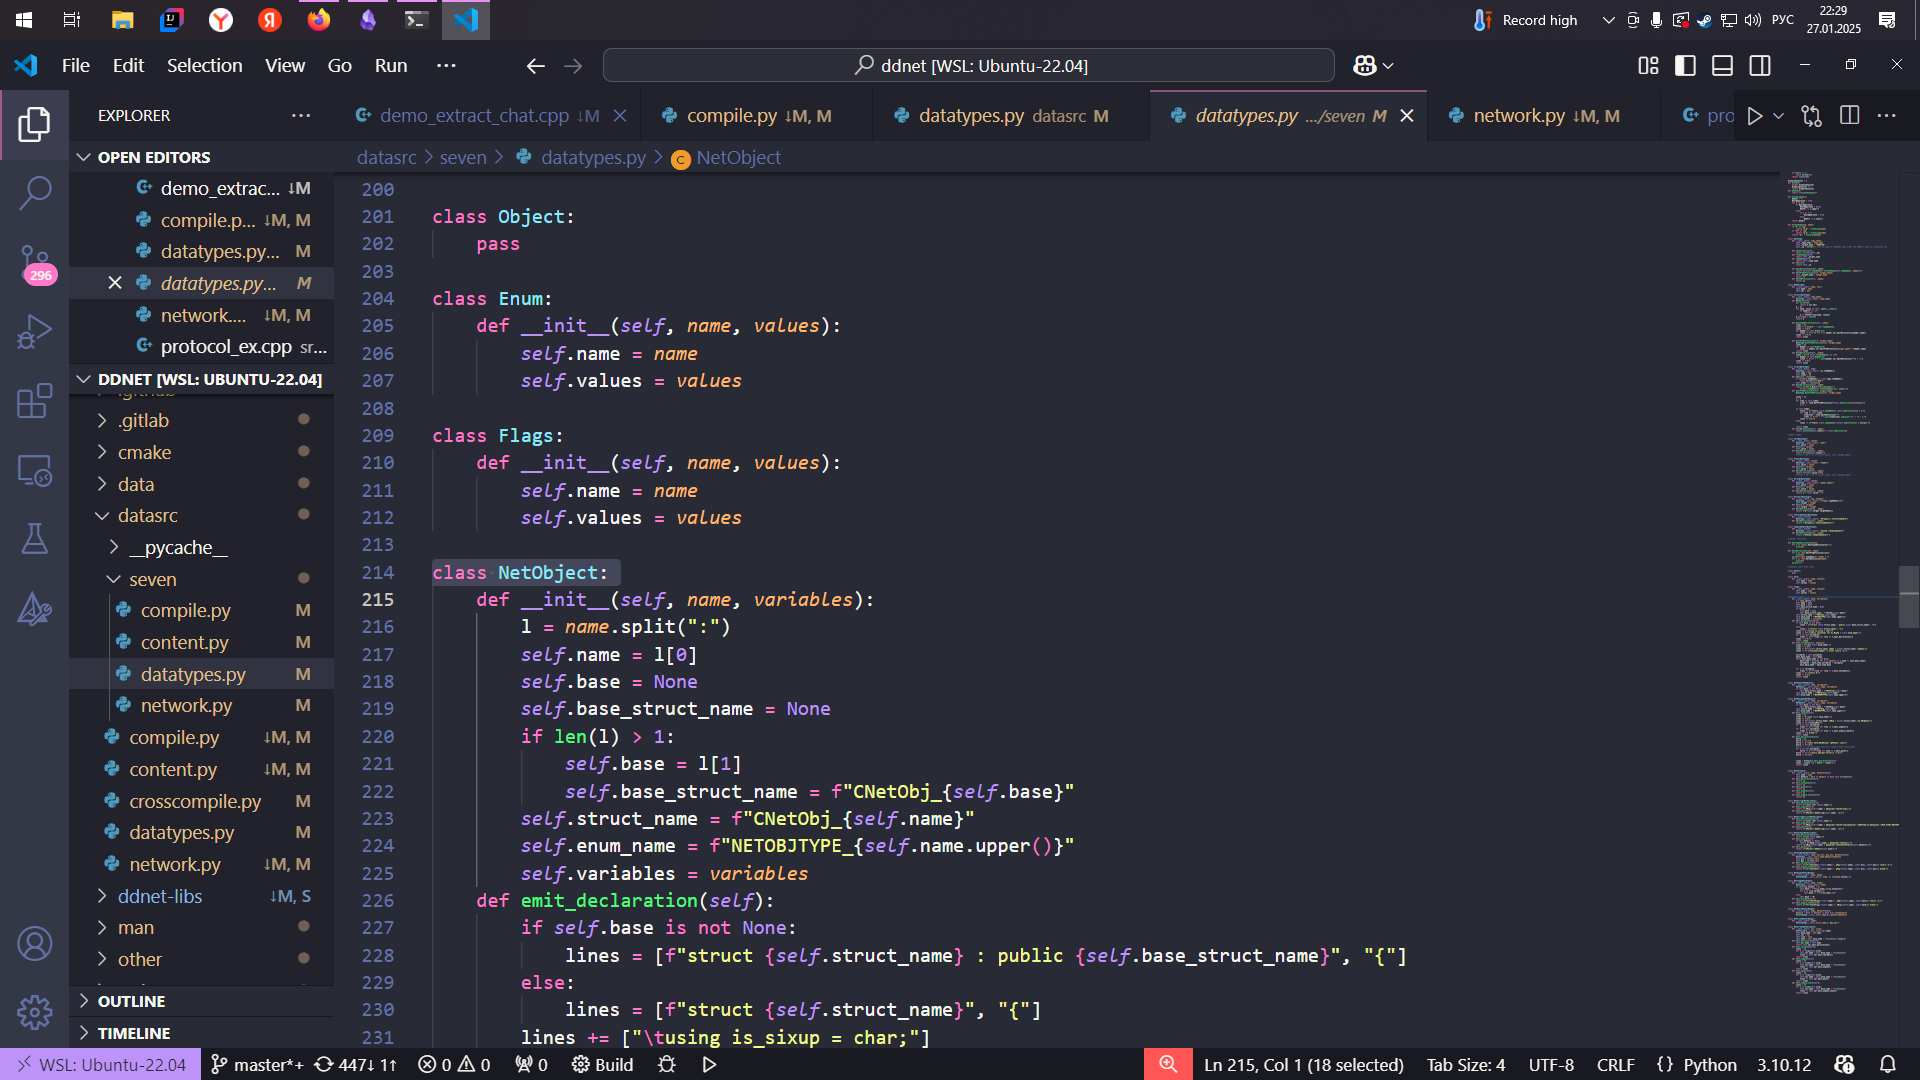 Record high
РУС
22:29
27.01.2025
File Edit Selection View Go Run ···
ddnet [WSL: Ubuntu-22.04]
EXPLORER
demo_extract_chat.cpp ↓M
compile.py ↓M, M
datatypes.py datasrc M
datatypes.py .../seven M
network.py ↓M, M
pro
OPEN EDITORS
datasrc > seven > datatypes.py > NetObject
demo_extrac... ↓M
compile.p... ↓M, M
datatypes.py... M
datatypes.py... M
network.... ↓M, M
protocol_ex.cpp sr...
DDNET [WSL: UBUNTU-22.04]
.github
.gitlab
cmake
data
datasrc
__pycache__
seven
compile.py M
content.py M
datatypes.py M
network.py M
compile.py ↓M, M
content.py ↓M, M
crosscompile.py M
datatypes.py M
network.py ↓M, M
ddnet-libs ↓M, S
man
other
OUTLINE
TIMELINE
296
200
201 class Object:
202     pass
203
204 class Enum:
205     def __init__(self, name, values):
206         self.name = name
207         self.values = values
208
209 class Flags:
210     def __init__(self, name, values):
211         self.name = name
212         self.values = values
213
214 class NetObject:
215     def __init__(self, name, variables):
216         l = name.split(":")
217         self.name = l[0]
218         self.base = None
219         self.base_struct_name = None
220         if len(l) > 1:
221             self.base = l[1]
222             self.base_struct_name = f"CNetObj_{self.base}"
223         self.struct_name = f"CNetObj_{self.name}"
224         self.enum_name = f"NETOBJTYPE_{self.name.upper()}"
225         self.variables = variables
226     def emit_declaration(self):
227         if self.base is not None:
228             lines = [f"struct {self.struct_name} : public {self.base_struct_name}", "{"]
229         else:
230             lines = [f"struct {self.struct_name}", "{"]
231         lines += ["\tusing is_sixup = char;"]
WSL: Ubuntu-22.04 master*+ 447↓ 1↑ 0 0 0 Build Ln 215, Col 1 (18 selected) Tab Size: 4 UTF-8 CRLF {} Python 3.10.12